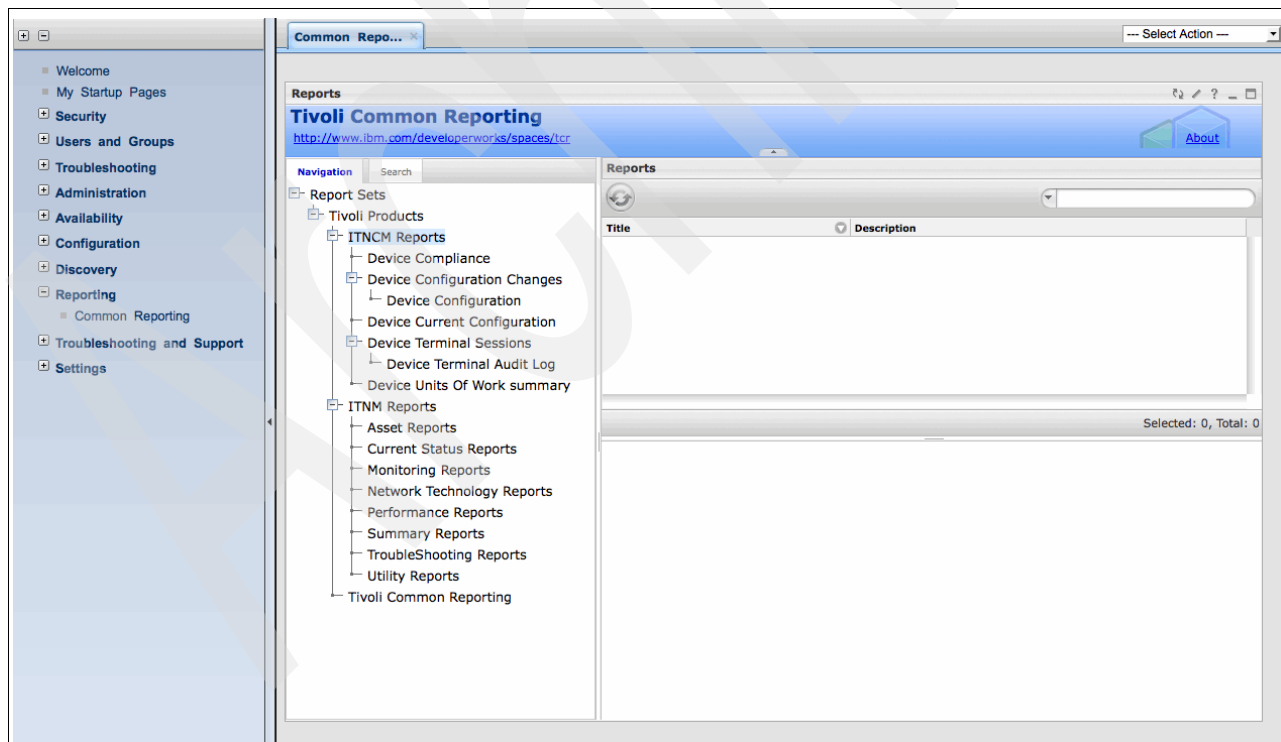 Common Repo...
--- Select Action ---
Welcome
My Startup Pages
Security
Users and Groups
Troubleshooting
Administration
Availability
Configuration
Discovery
Reporting
Common Reporting
Troubleshooting and Support
Settings
Reports
Tivoli Common Reporting
http://www.ibm.com/developerworks/spaces/tcr
About
Navigation
Search
Report Sets
Tivoli Products
ITNCM Reports
Device Compliance
Device Configuration Changes
Device Configuration
Device Current Configuration
Device Terminal Sessions
Device Terminal Audit Log
Device Units Of Work summary
ITNM Reports
Asset Reports
Current Status Reports
Monitoring Reports
Network Technology Reports
Performance Reports
Summary Reports
TroubleShooting Reports
Utility Reports
Tivoli Common Reporting
Reports
Title
Description
Selected: 0, Total: 0